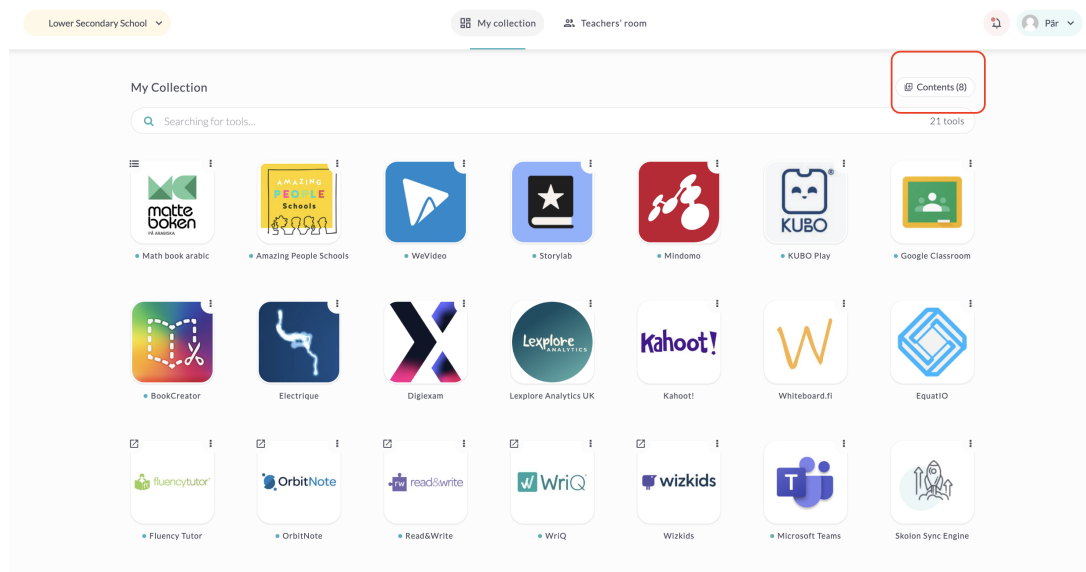 Lower Secondary School
My collection
Teachers' room
Pär
My Collection
Contents (8)
Searching for tools...
21 tools
matte
boken
PÅ ARABISKA
AMAZING
PEOPLE
Schools
KUBO
®
Math book arabic
Amazing People Schools
WeVideo
Storylab
Mindomo
KUBO Play
Google Classroom
Lexplore
ANALYTICS
Kahoot!
W
BookCreator
Electrique
Digiexam
Lexplore Analytics UK
Kahoot!
Whiteboard.fi
EquatIO
fluencytutor
OrbitNote
rw read&write
W WriQ
wizkids
T
Fluency Tutor
OrbitNote
Read&Write
WriQ
Wizkids
Microsoft Teams
Skolon Sync Engine